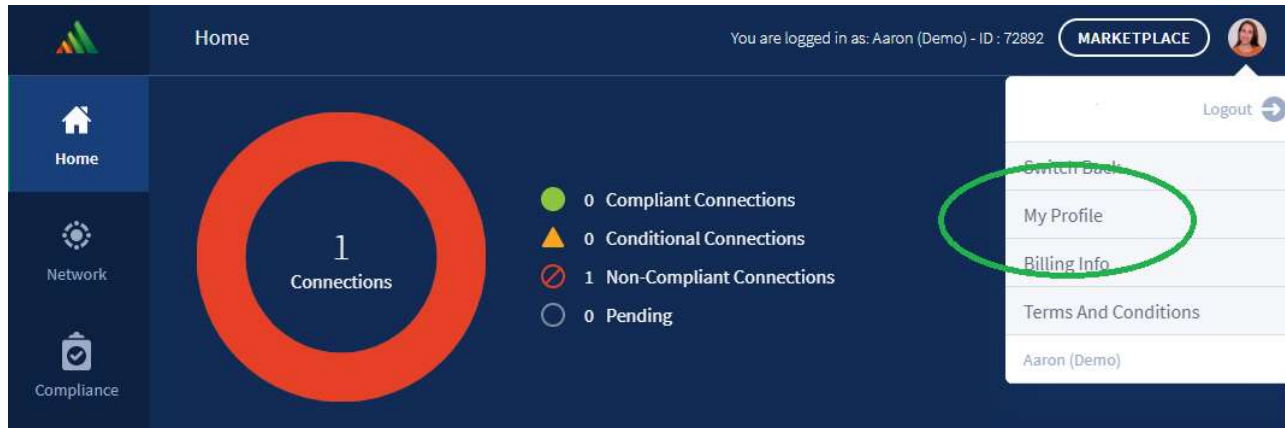 Home
You are logged in as: Aaron (Demo) - ID : 72892
MARKETPLACE
Logout
Home
Switch Back
0 Compliant Connections
My Profile
0 Conditional Connections
1
Connections
Network
Billing Info
1 Non-Compliant Connections
0 Pending
Terms And Conditions
Aaron (Demo)
Compliance